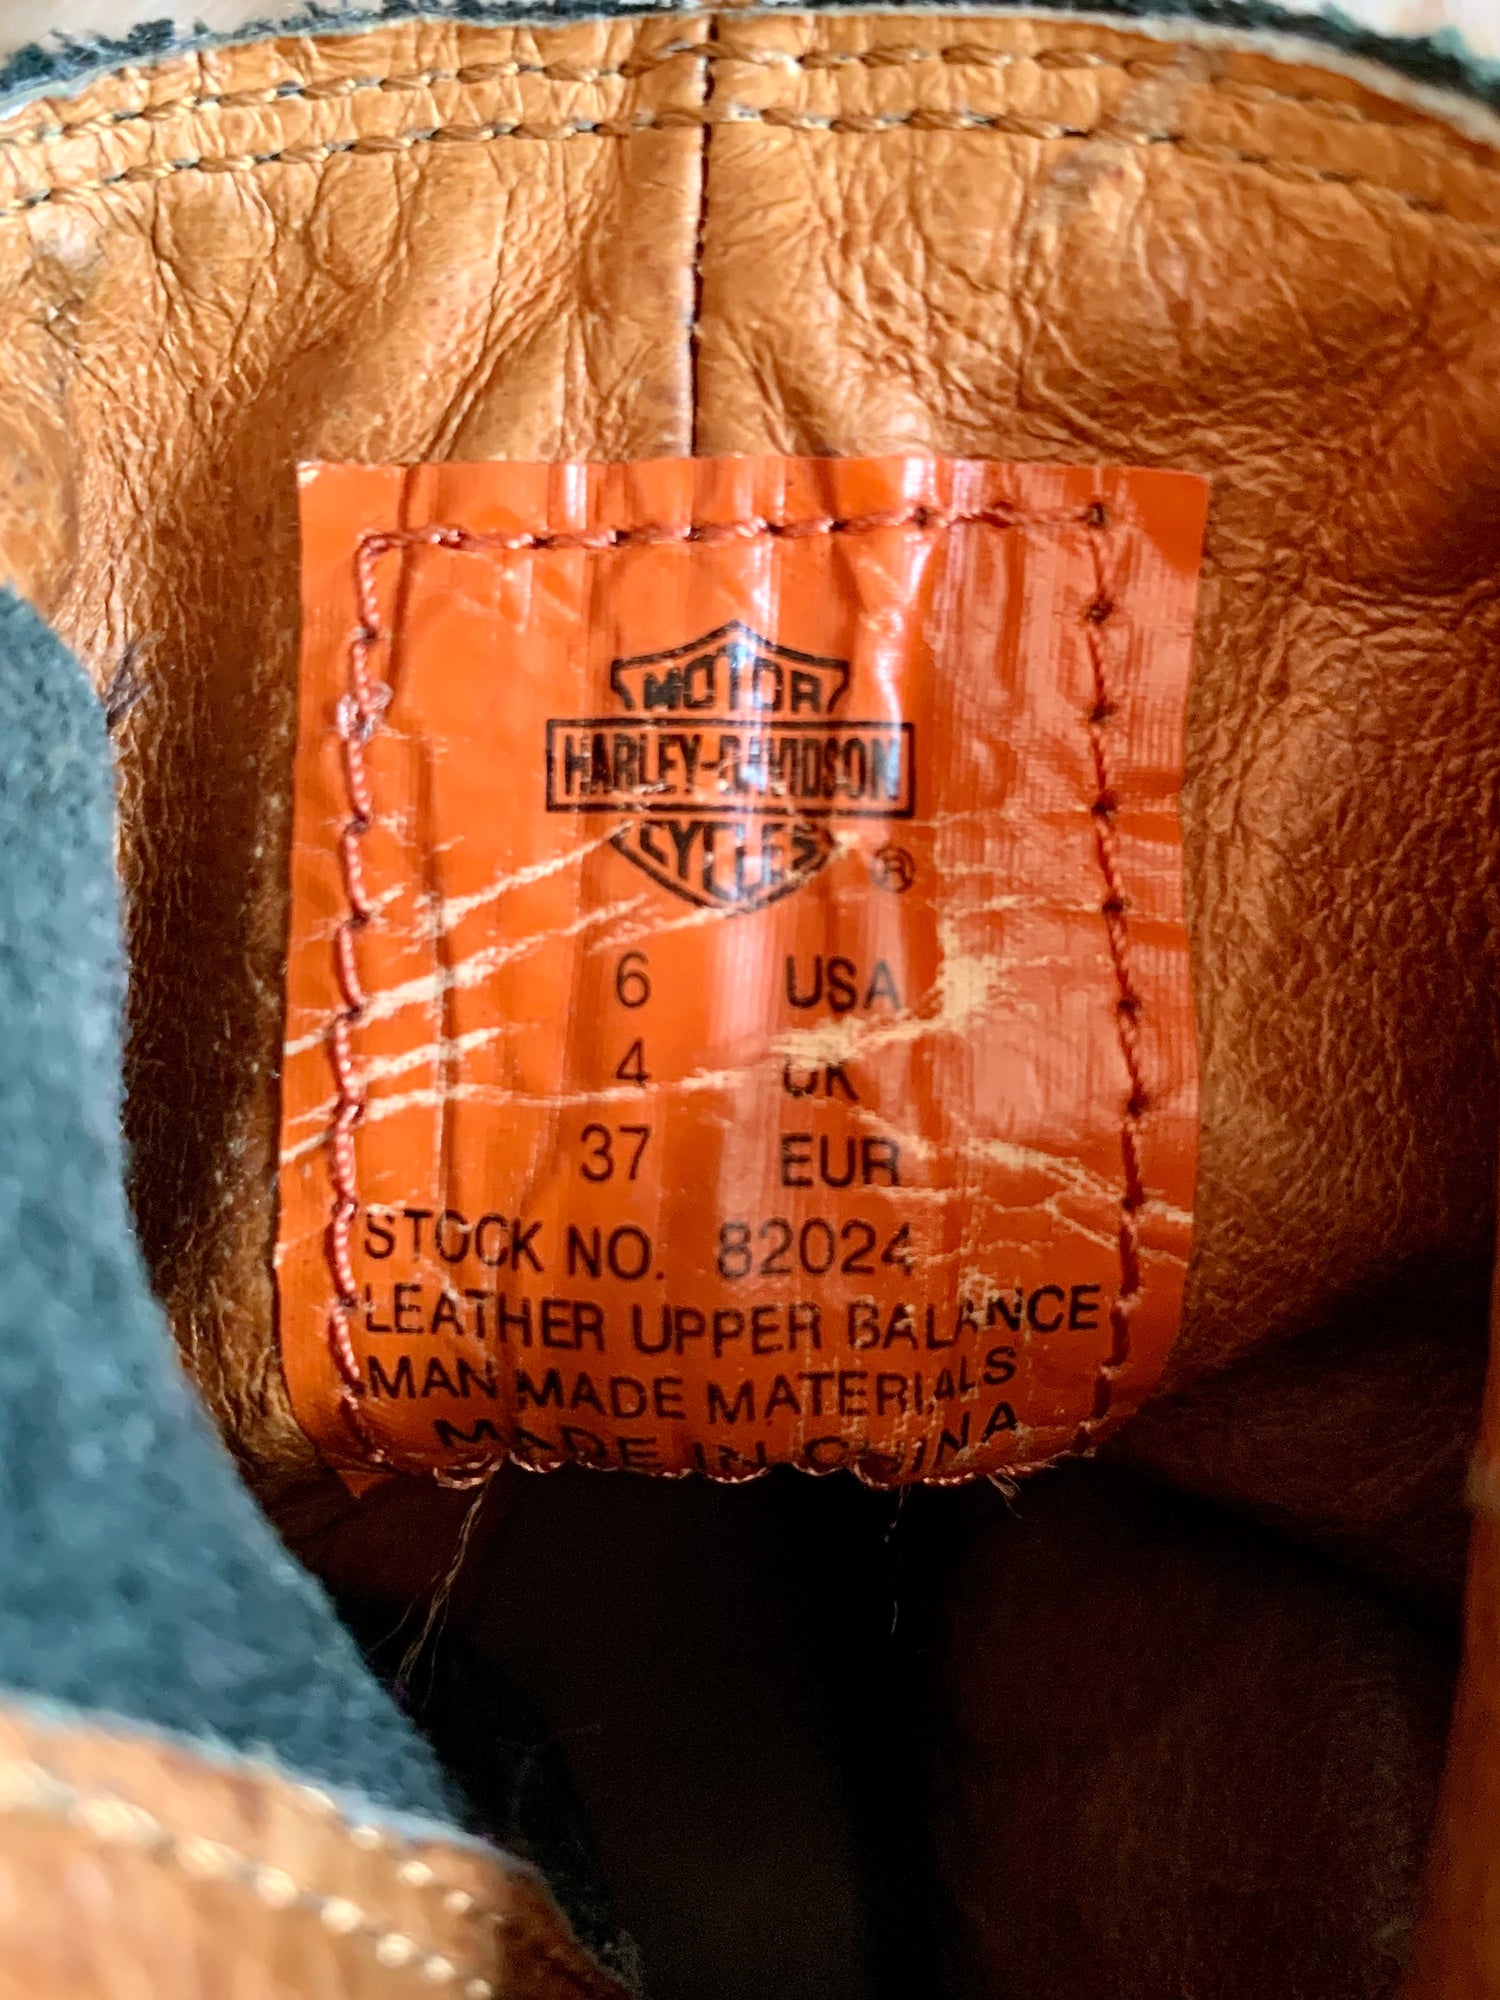 MOTOR
HARLEY-DAVIDSON
CYCLES ®
6 USA
4 UK
37 EUR
STOCK NO. 82024
LEATHER UPPER BALANCE
MAN MADE MATERIALS
MADE IN CHINA